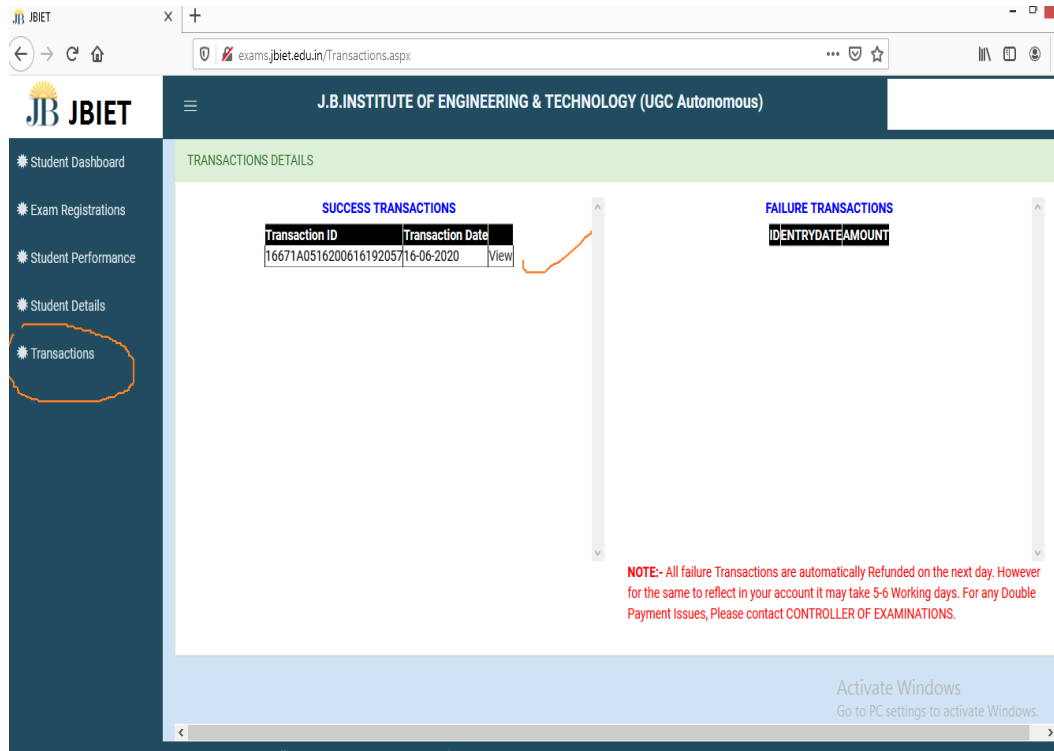 JBIET
exams.jbiet.edu.in/Transactions.aspx
JB JBIET
J.B.INSTITUTE OF ENGINEERING & TECHNOLOGY (UGC Autonomous)
Student Dashboard
Exam Registrations
Student Performance
Student Details
Transactions
TRANSACTIONS DETAILS
SUCCESS TRANSACTIONS
Transaction ID Transaction Date
16671A0516200616192057 16-06-2020 View
FAILURE TRANSACTIONS
ID ENTRYDATE AMOUNT
NOTE:- All failure Transactions are automatically Refunded on the next day. However
for the same to reflect in your account it may take 5-6 Working days. For any Double
Payment Issues, Please contact CONTROLLER OF EXAMINATIONS.
Activate Windows
Go to PC settings to activate Windows.